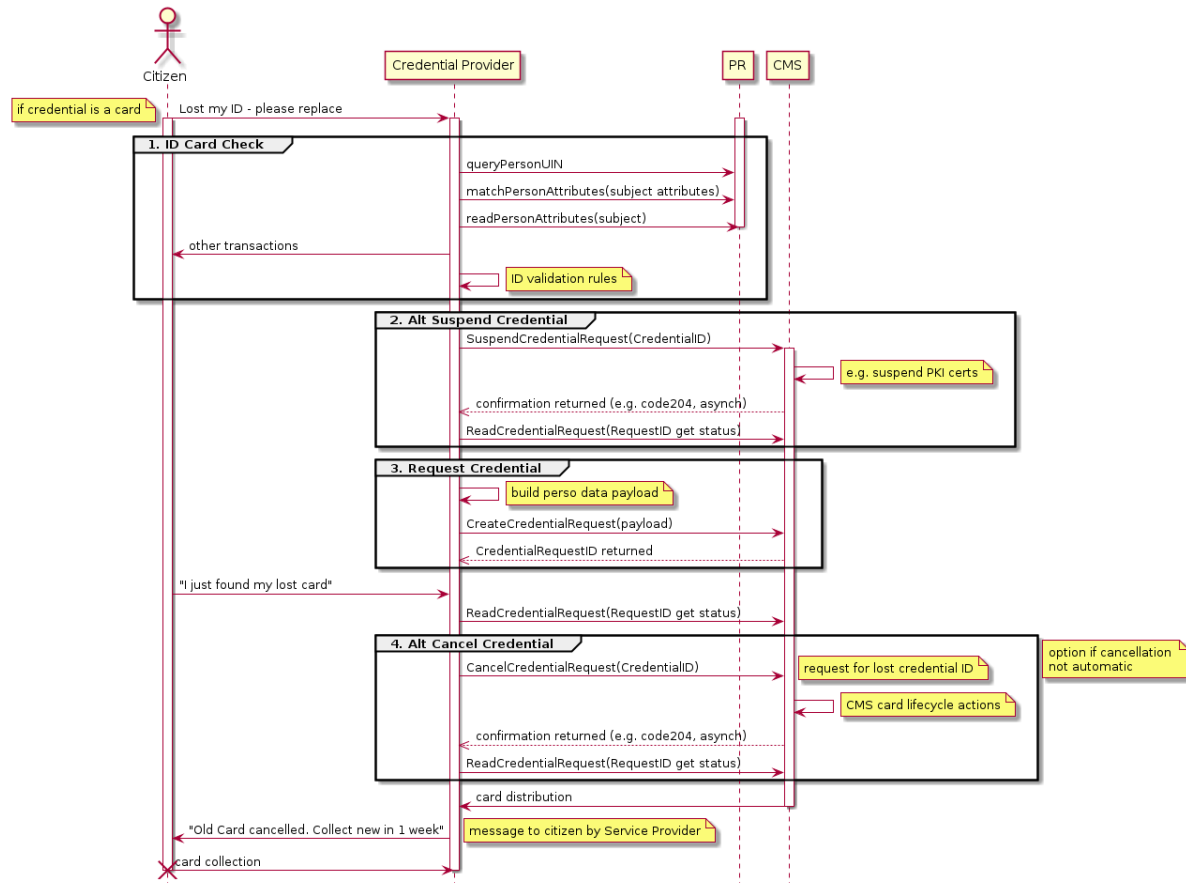 Citizen
Credential Provider
PR
CMS
if credential is a card
Lost my ID - please replace
1. ID Card Check
queryPersonUIN
matchPersonAttributes(subject attributes)
readPersonAttributes(subject)
other transactions
ID validation rules
2. Alt Suspend Credential
SuspendCredentialRequest(CredentialID)
e.g. suspend PKI certs
confirmation returned (e.g. code204, asynch)
ReadCredentialRequest(RequestID get status)
3. Request Credential
build perso data payload
CreateCredentialRequest(payload)
CredentialRequestID returned
"I just found my lost card"
ReadCredentialRequest(RequestID get status)
4. Alt Cancel Credential
option if cancellation
not automatic
CancelCredentialRequest(CredentialID)
request for lost credential ID
CMS card lifecycle actions
confirmation returned (e.g. code204, asynch)
ReadCredentialRequest(RequestID get status)
card distribution
"Old Card cancelled. Collect new in 1 week"
message to citizen by Service Provider
card collection